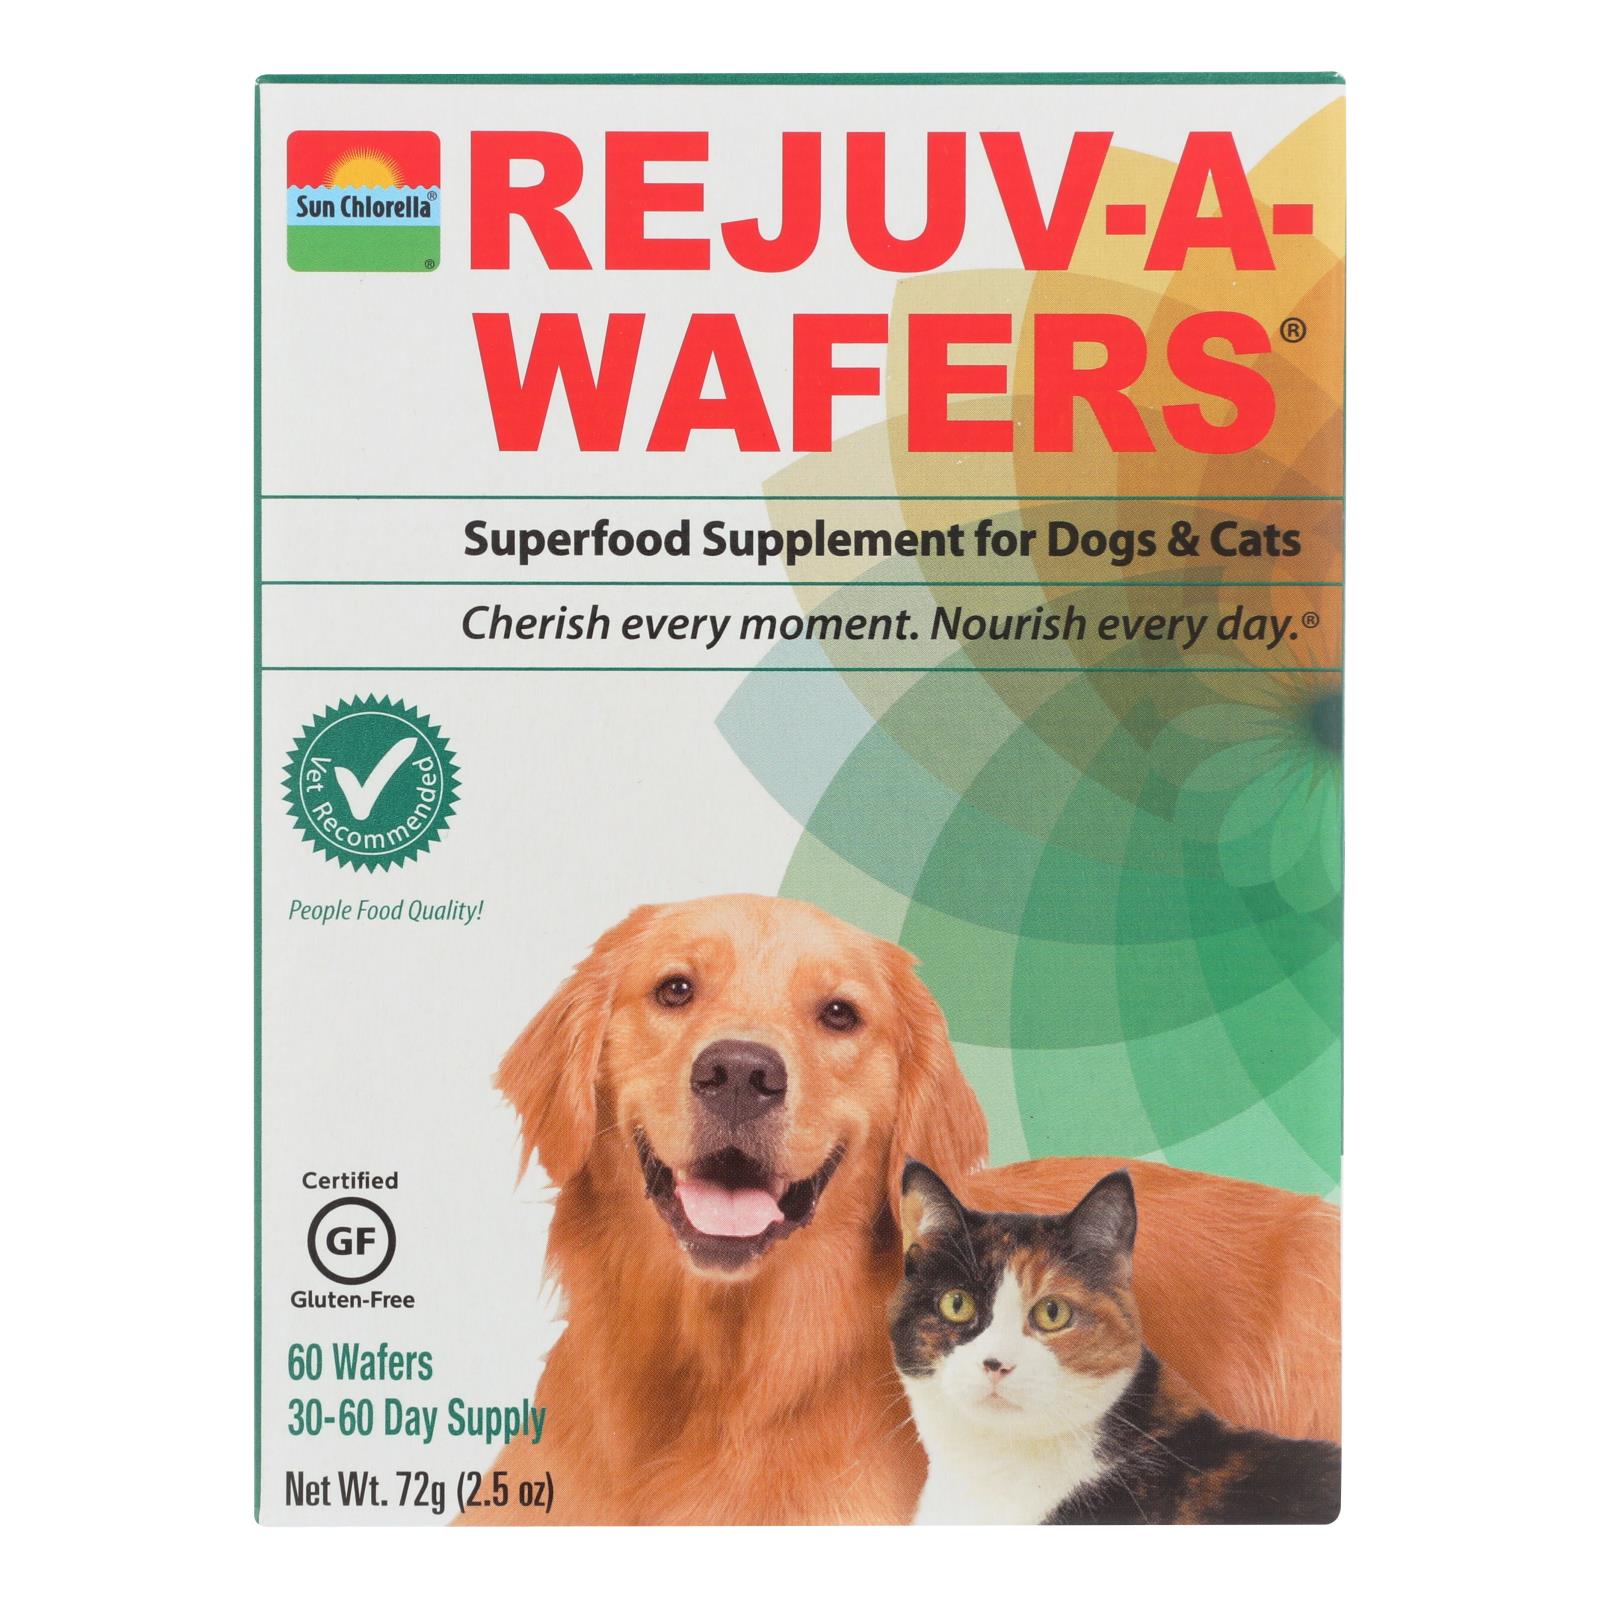 Sun Chlorella®
®
REJUV-A-
WAFERS®
Superfood Supplement for Dogs & Cats
Cherish every moment. Nourish every day.®
Vet Recommended
People Food Quality!
Certified
GF
Gluten-Free
60 Wafers
30-60 Day Supply
Net Wt. 72g (2.5 oz)